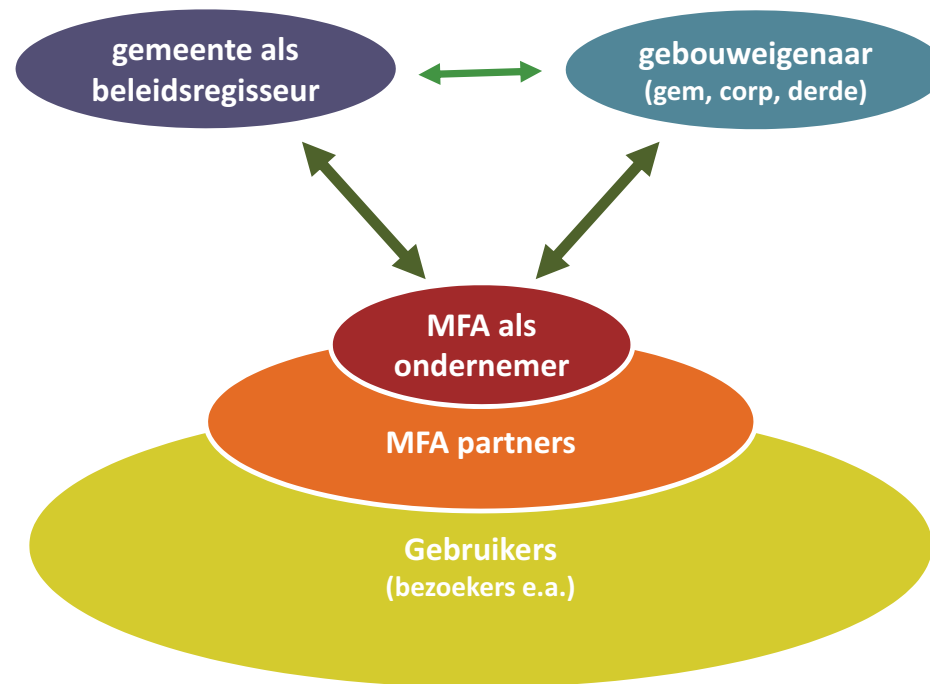 gemeente als
beleidsregisseur
gebouweigenaar
(gem, corp, derde)
MFA als
ondernemer
MFA partners
Gebruikers
(bezoekers e.a.)